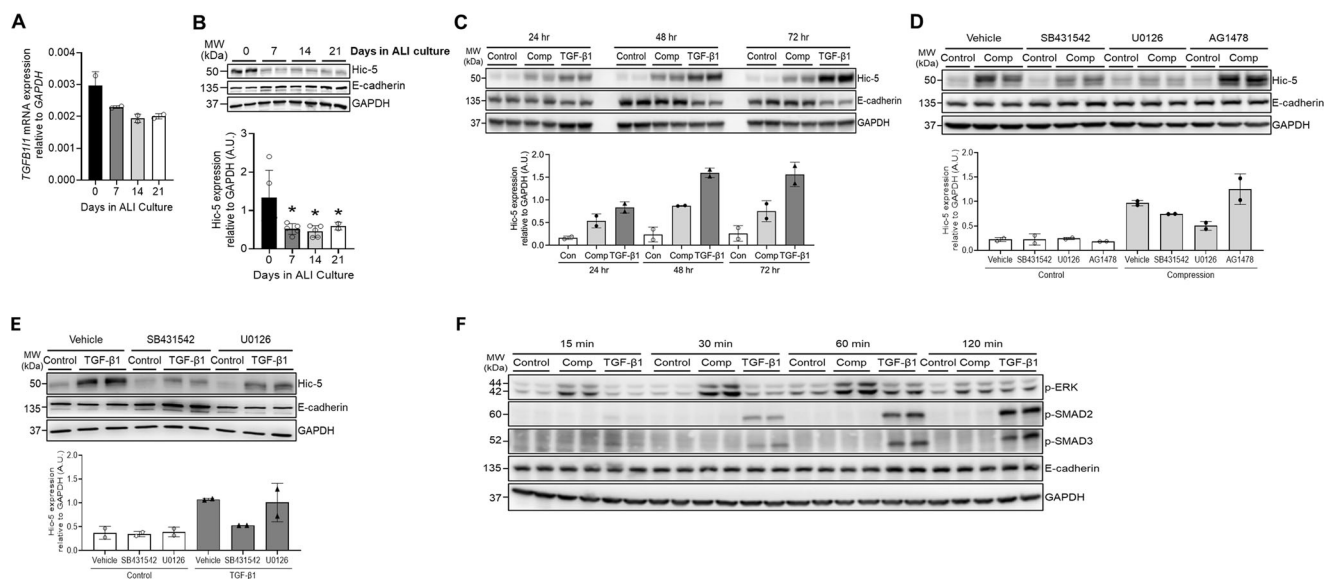 A
TGFB1I1 mRNA expression
relative to GAPDH
0.004
0.003
0.002
0.001
0.000
0 7 14 21
Days in ALI Culture
B
MW
(kDa)
0 7 14 21 Days in ALI culture
50 Hic-5
135 E-cadherin
37 GAPDH
Hic-5 expression
relative to GAPDH (A.U.)
3
2
1
0
* * *
0 7 14 21
Days in ALI Culture
C
24 hr 48 hr 72 hr
MW
(kDa)
Control Comp TGF-β1 Control Comp TGF-β1 Control Comp TGF-β1
50 Hic-5
135 E-cadherin
37 GAPDH
Hic-5 expression
relative to GAPDH (A.U.)
2.0
1.5
1.0
0.5
0.0
Con Comp TGF-β1 Con Comp TGF-β1 Con Comp TGF-β1
24 hr 48 hr 72 hr
D
Vehicle SB431542 U0126 AG1478
MW
(kDa)
Control Comp Control Comp Control Comp Control Comp
50 Hic-5
135 E-cadherin
37 GAPDH
Hic-5 expression
relative to GAPDH (A.U.)
2.0
1.5
1.0
0.5
0.0
Vehicle SB431542 U0126 AG1478 Vehicle SB431542 U0126 AG1478
Control Compression
E
Vehicle SB431542 U0126
MW
(kDa)
Control TGF-β1 Control TGF-β1 Control TGF-β1
50 Hic-5
135 E-cadherin
37 GAPDH
Hic-5 expression
relative to GAPDH (A.U.)
2.0
1.5
1.0
0.5
0.0
Vehicle SB431542 U0126 Vehicle SB431542 U0126
Control TGF-β1
F
15 min 30 min 60 min 120 min
MW
(kDa)
Control Comp TGF-β1 Control Comp TGF-β1 Control Comp TGF-β1 Control Comp TGF-β1
44
42 p-ERK
60 p-SMAD2
52 p-SMAD3
135 E-cadherin
37 GAPDH